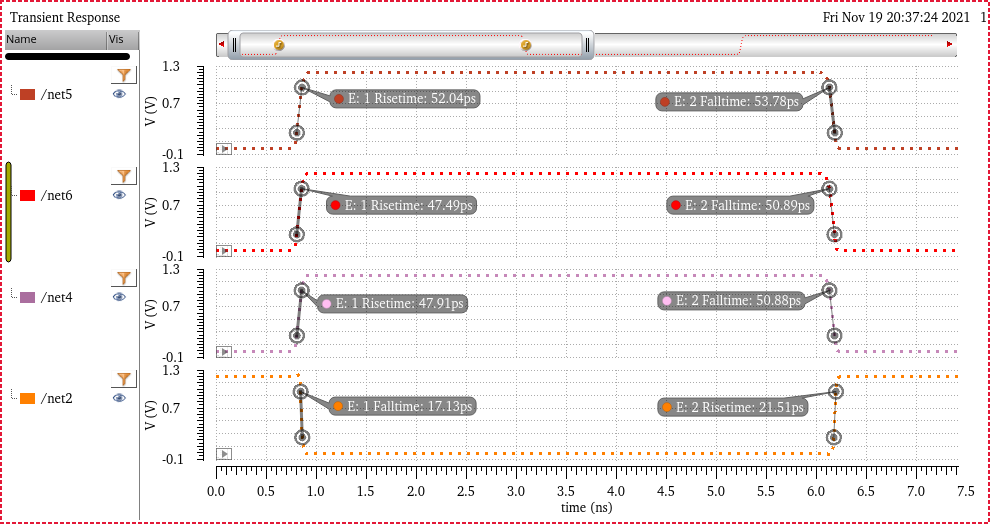 Transient Response
Fri Nov 19 20:37:24 2021 1
Name Vis
/net5
V (V)
1.3
0.7
-0.1
E: 1 Risetime: 52.04ps
E: 2 Falltime: 53.78ps
/net6
V (V)
1.3
0.7
-0.1
E: 1 Risetime: 47.49ps
E: 2 Falltime: 50.89ps
/net4
V (V)
1.3
0.7
-0.1
E: 1 Risetime: 47.91ps
E: 2 Falltime: 50.88ps
/net2
V (V)
1.3
0.7
-0.1
E: 1 Falltime: 17.13ps
E: 2 Risetime: 21.51ps
0.0 0.5 1.0 1.5 2.0 2.5 3.0 3.5 4.0 4.5 5.0 5.5 6.0 6.5 7.0 7.5
time (ns)